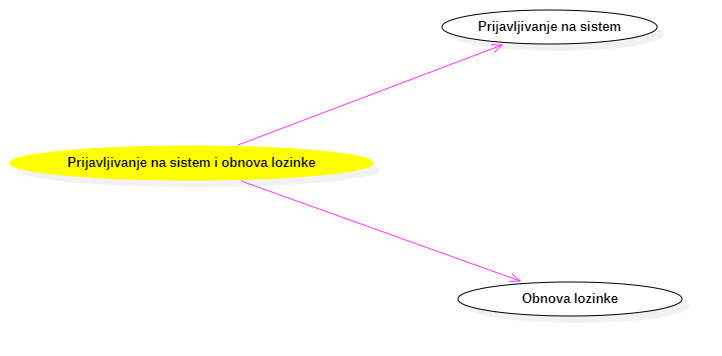 Prijavljivanje na sistem
Prijavljivanje na sistem i obnova lozinke
Obnova lozinke